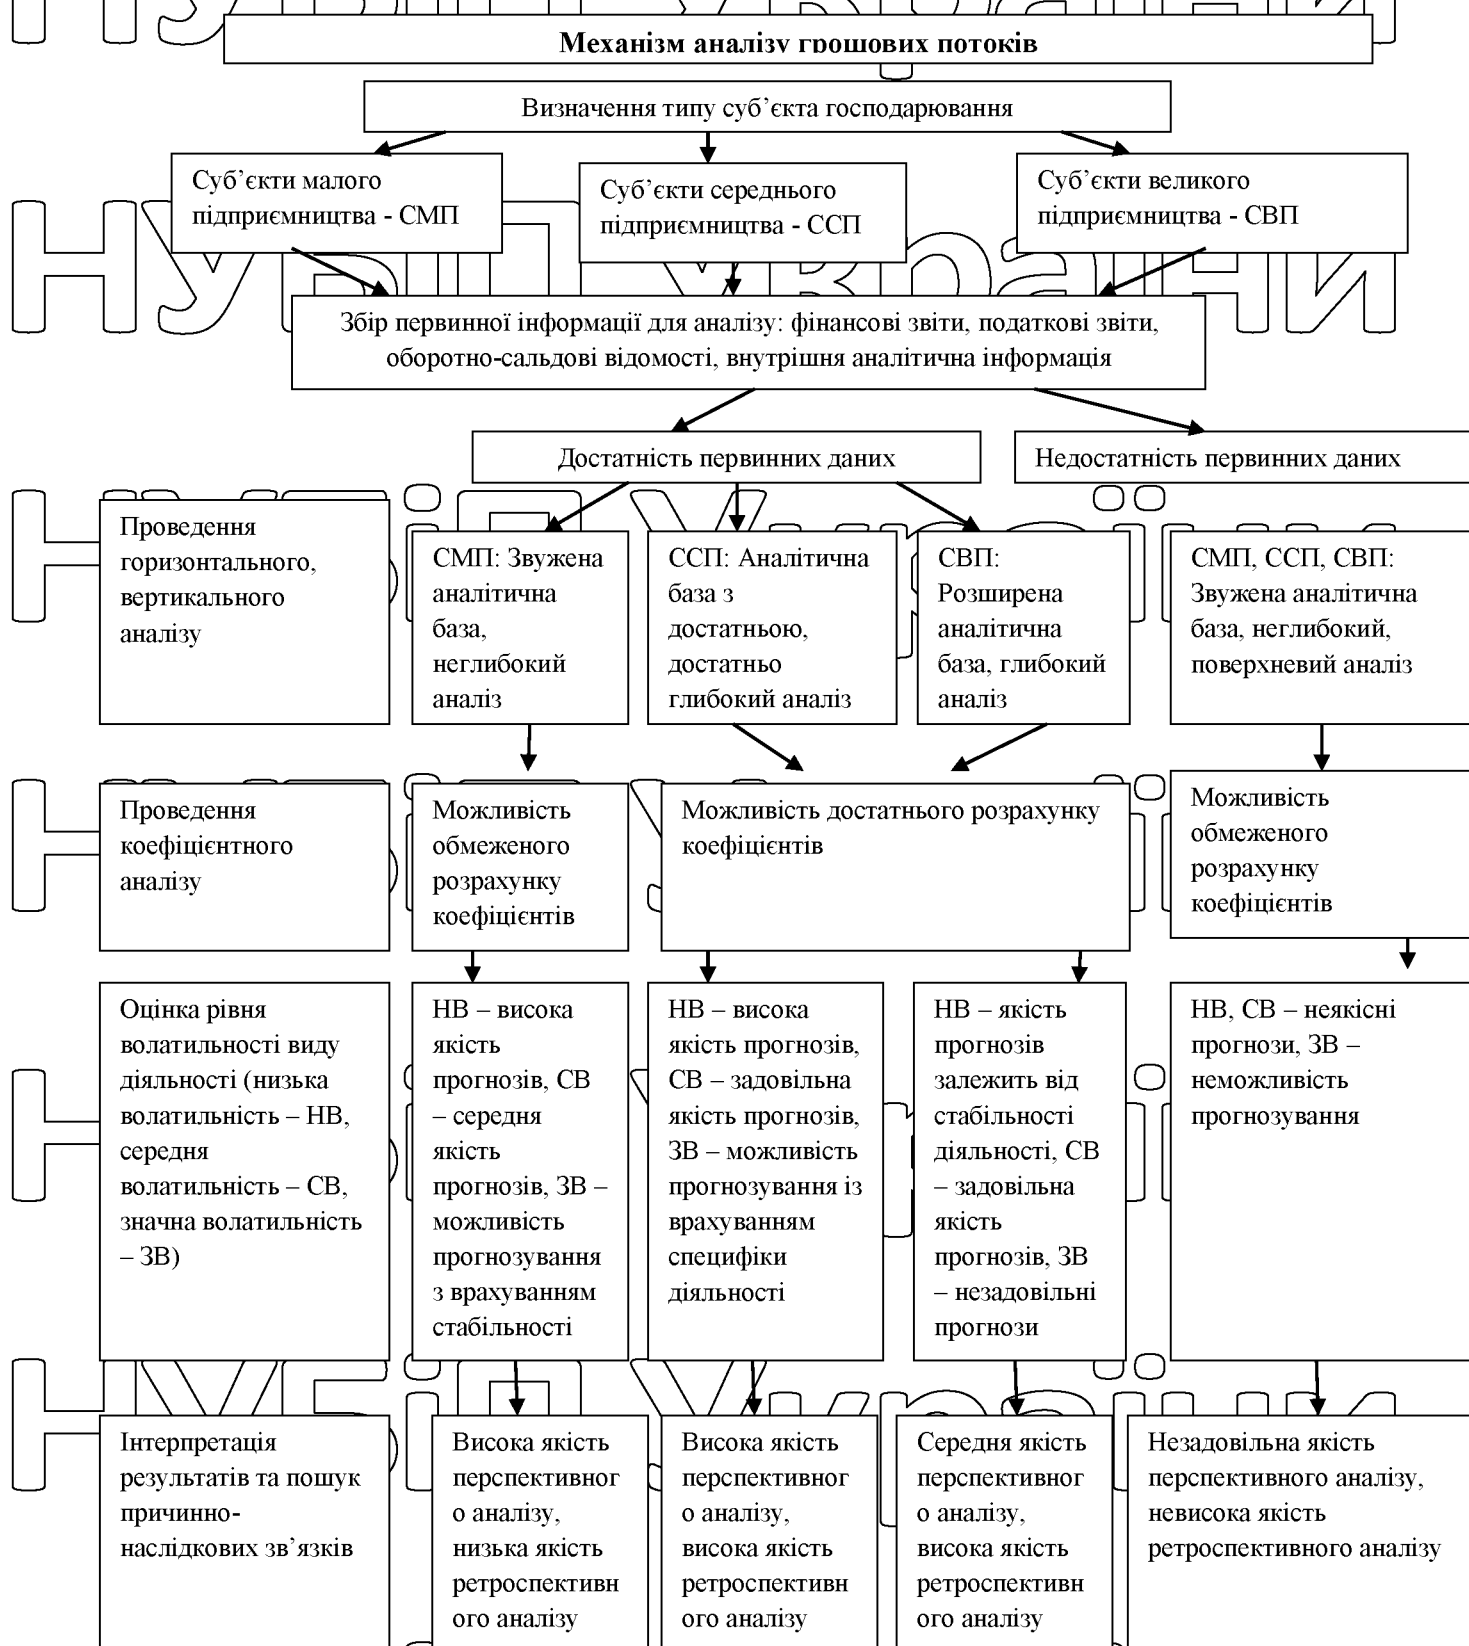 Механізм аналізу грошових потоків
Визначення типу суб’єкта господарювання
Суб’єкти малого
підприємництва - СМП
Суб’єкти середнього
підприємництва - ССП
Суб’єкти великого
підприємництва - СВП
Збір первинної інформації для аналізу: фінансові звіти, податкові звіти,
оборотно-сальдові відомості, внутрішня аналітична інформація
Достатність первинних даних
Недостатність первинних даних
Проведення
горизонтального,
вертикального
аналізу
СМП: Звужена
аналітична
база,
неглибокий
аналіз
ССП: Аналітична
база з
достатньою,
достатньо
глибокий аналіз
СВП:
Розширена
аналітична
база, глибокий
аналіз
СМП, ССП, СВП:
Звужена аналітична
база, неглибокий,
поверхневий аналіз
Проведення
коефіцієнтного
аналізу
Можливість
обмеженого
розрахунку
коефіцієнтів
Можливість достатнього розрахунку
коефіцієнтів
Можливість
обмеженого
розрахунку
коефіцієнтів
Оцінка рівня
волатильності виду
діяльності (низька
волатильність – НВ,
середня
волатильність – СВ,
значна волатильність
– ЗВ)
НВ – висока
якість
прогнозів, СВ
– середня
якість
прогнозів, ЗВ –
можливість
прогнозування
з врахуванням
стабільності
НВ – висока
якість прогнозів,
СВ – задовільна
якість прогнозів,
ЗВ – можливість
прогнозування із
врахуванням
специфіки
діяльності
НВ – якість
прогнозів
залежить від
стабільності
діяльності, СВ
– задовільна
якість
прогнозів, ЗВ
– незадовільні
прогнози
НВ, СВ – неякісні
прогнози, ЗВ –
неможливість
прогнозування
Інтерпретація
результатів та пошук
причинно-
наслідкових зв’язків
Висока якість
перспективног
о аналізу,
низька якість
ретроспективн
ого аналізу
Висока якість
перспективног
о аналізу,
висока якість
ретроспективн
ого аналізу
Середня якість
перспективног
о аналізу,
висока якість
ретроспективн
ого аналізу
Незадовільна якість
перспективного аналізу,
невисока якість
ретроспективного аналізу